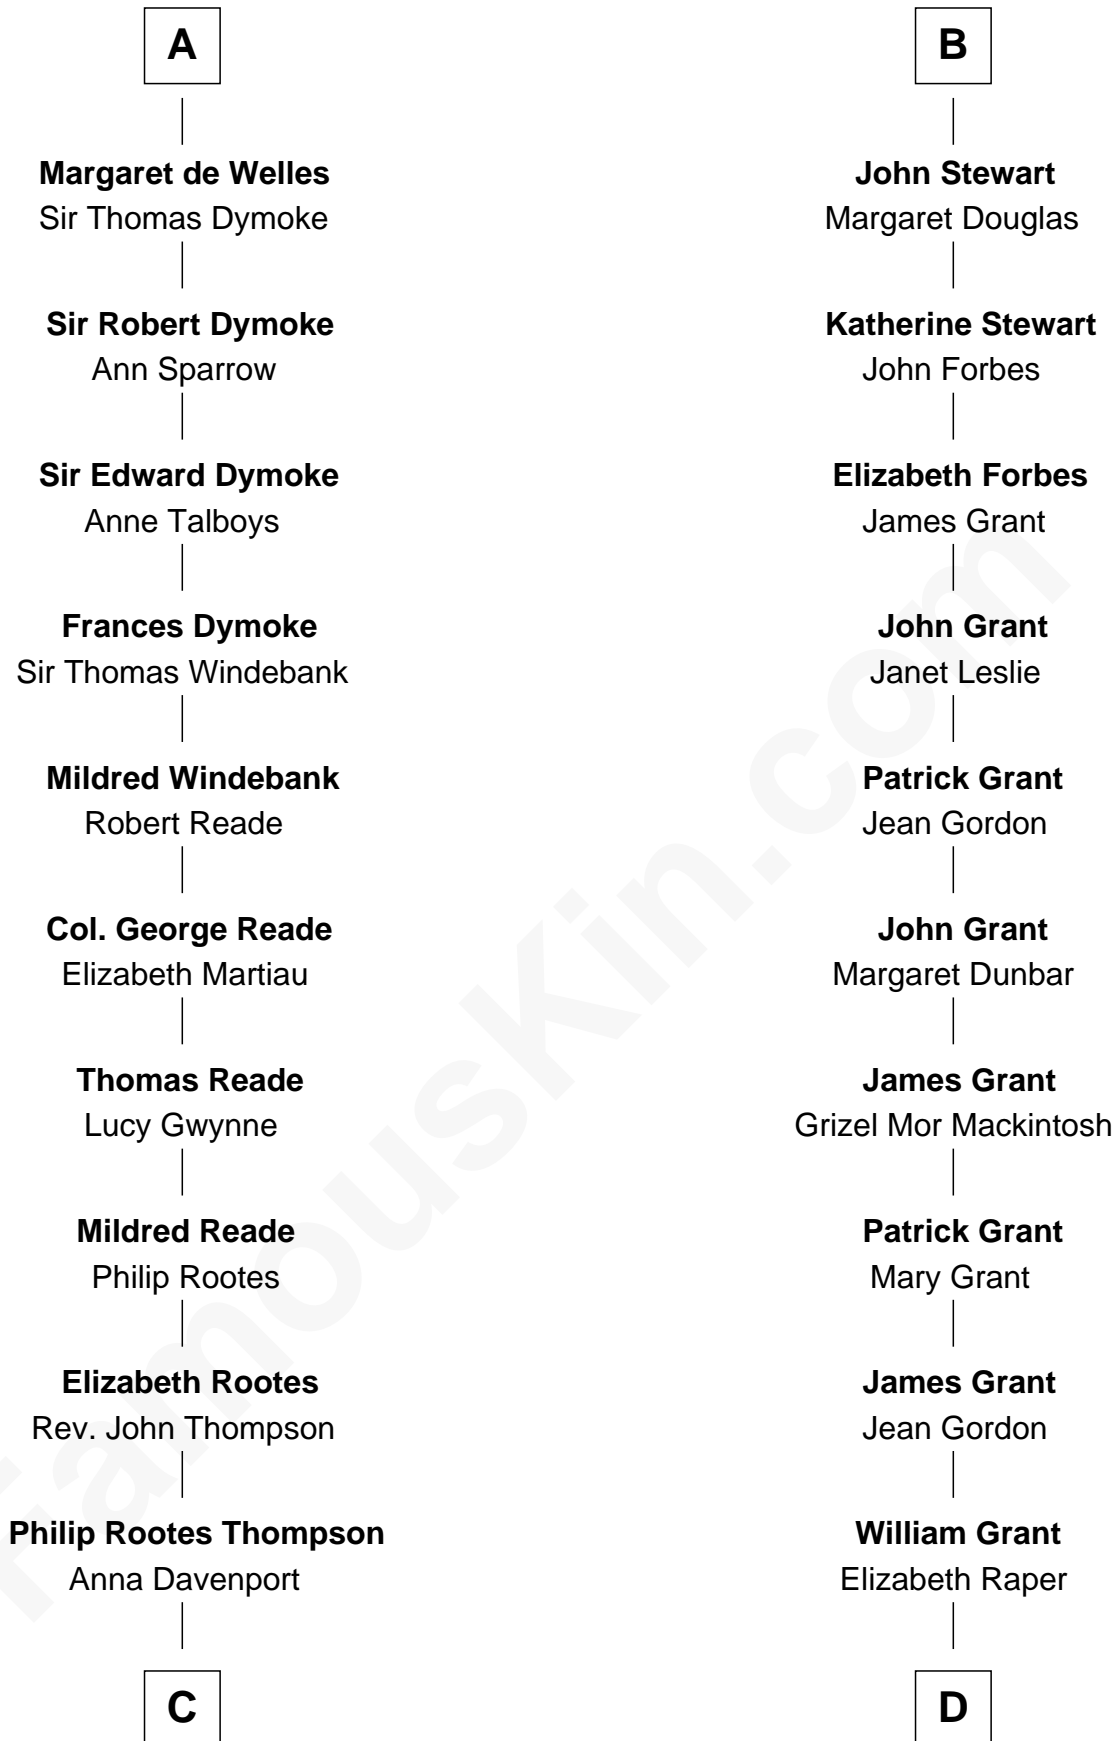 A
Margaret de Welles
Sir Thomas Dymoke
Sir Robert Dymoke
Ann Sparrow
Sir Edward Dymoke
Anne Talboys
Frances Dymoke
Sir Thomas Windebank
Mildred Windebank
Robert Reade
Col. George Reade
Elizabeth Martiau
Thomas Reade
Lucy Gwynne
Mildred Reade
Philip Rootes
Elizabeth Rootes
Rev. John Thompson
Philip Rootes Thompson
Anna Davenport
C
B
John Stewart
Margaret Douglas
Katherine Stewart
John Forbes
Elizabeth Forbes
James Grant
John Grant
Janet Leslie
Patrick Grant
Jean Gordon
John Grant
Margaret Dunbar
James Grant
Grizel Mor Mackintosh
Patrick Grant
Mary Grant
James Grant
Jean Gordon
William Grant
Elizabeth Raper
D
FamousKin.com